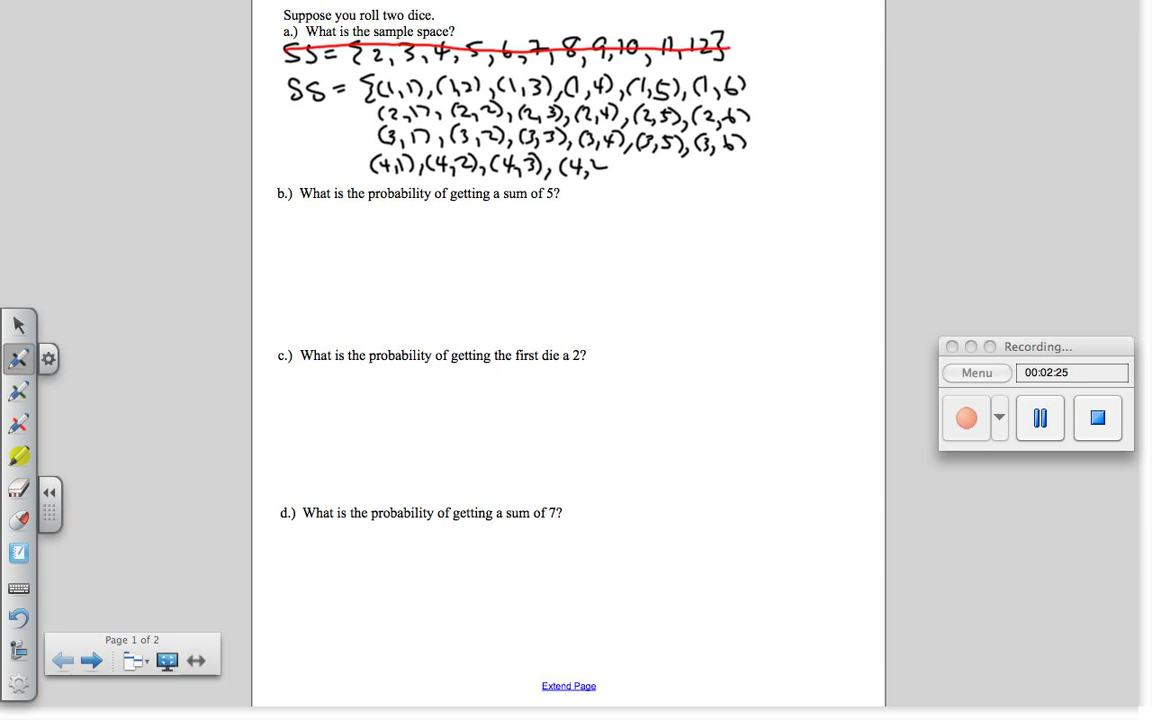 Suppose you roll two dice.
a.) What is the sample space?
SS = {2, 3, 4, 5, 6, 7, 8, 9, 10, 11, 12}
SS = {(1,1), (1,2), (1,3), (1,4), (1,5), (1,6)
(2,1), (2,2), (2,3), (2,4), (2,5), (2,6)
(3,1), (3,2), (3,3), (3,4), (3,5), (3,6)
(4,1), (4,2), (4,3), (4,
b.) What is the probability of getting a sum of 5?
c.) What is the probability of getting the first die a 2?
d.) What is the probability of getting a sum of 7?
Extend Page
Page 1 of 2
Recording...
Menu
00:02:25